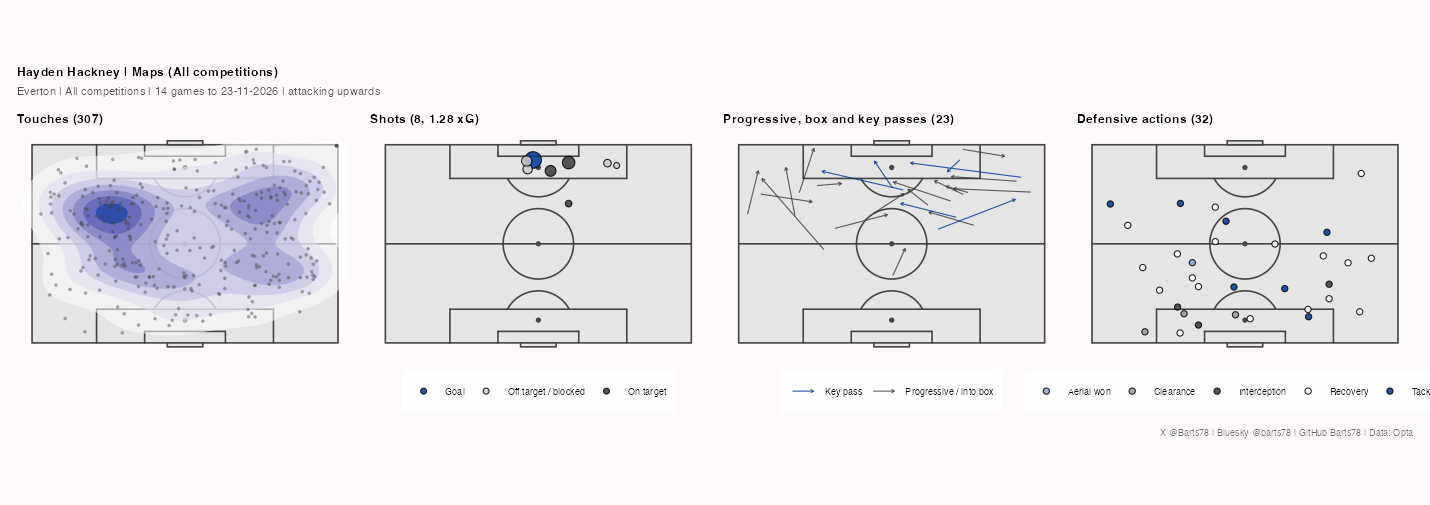 Hayden Hackney | Maps (All competitions)
Everton | All competitions | 14 games to 23-11-2026 | attacking upwards
Touches (307)
Shots (8, 1.28 xG)
Progressive, box and key passes (23)
Defensive actions (32)
Goal
Off target / blocked
On target
Key pass
Progressive / into box
Aerial won
Clearance
Interception
Recovery
Tack
X @Barts78 | Bluesky @barts78 | GitHub Barts78 | Data: Opta